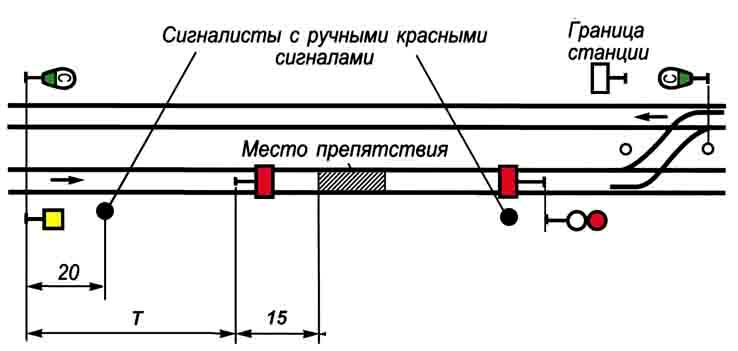 Сигналисты с ручными красными
сигналами
Граница
станции
С
С
Место препятствия
20
Т
15